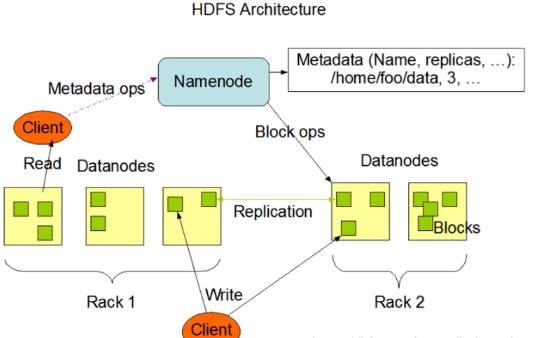 HDFS Architecture
Metadata (Name, replicas, ...):
/home/foo/data, 3, ...
Namenode
Metadata ops
Client
Block ops
Read
Datanodes
Datanodes
Replication
Blocks
Rack 1
Write
Rack 2
Client